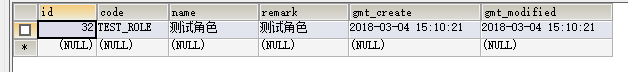 id code name remark gmt_create gmt_modified
32 TEST_ROLE 测试角色 测试角色 2018-03-04 15:10:21 2018-03-04 15:10:21
* (NULL) (NULL) (NULL) (NULL) (NULL) (NULL)